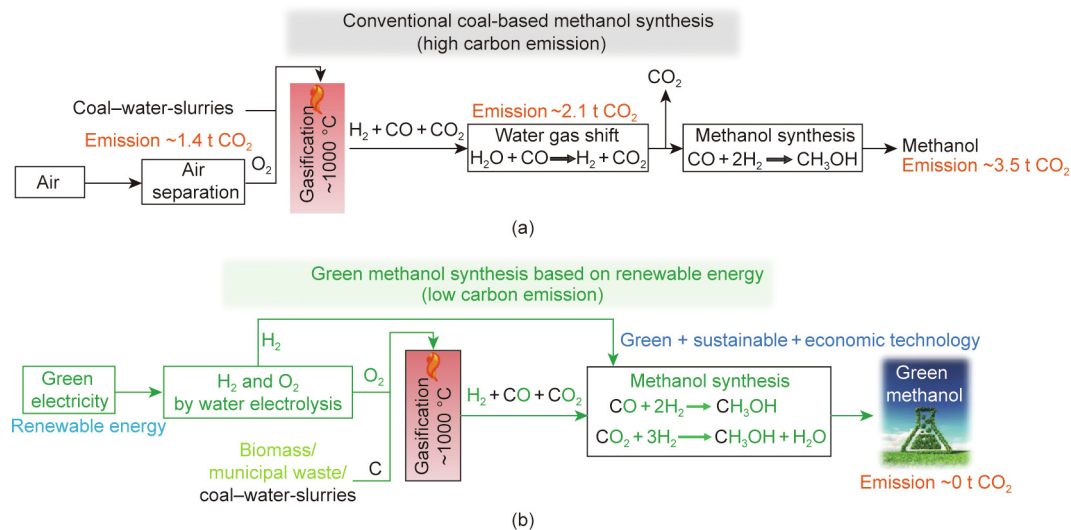 Conventional coal-based methanol synthesis
(high carbon emission)
CO₂
Coal–water-slurries
Emission ~1.4 t CO₂
O₂
Air
Air
separation
Gasification
~1000 °C
H₂ + CO + CO₂
Emission ~2.1 t CO₂
Water gas shift
H₂O + CO → H₂ + CO₂
Methanol synthesis
CO + 2H₂ → CH₃OH
Methanol
Emission ~3.5 t CO₂
(a)
Green methanol synthesis based on renewable energy
(low carbon emission)
H₂
Green + sustainable + economic technology
Green
electricity
Renewable energy
H₂ and O₂
by water electrolysis
O₂
Biomass/
municipal waste/
coal–water-slurries
C
Gasification
~1000 °C
H₂ + CO + CO₂
Methanol synthesis
CO + 2H₂ → CH₃OH
CO₂ + 3H₂ → CH₃OH + H₂O
Green
methanol
Emission ~0 t CO₂
(b)